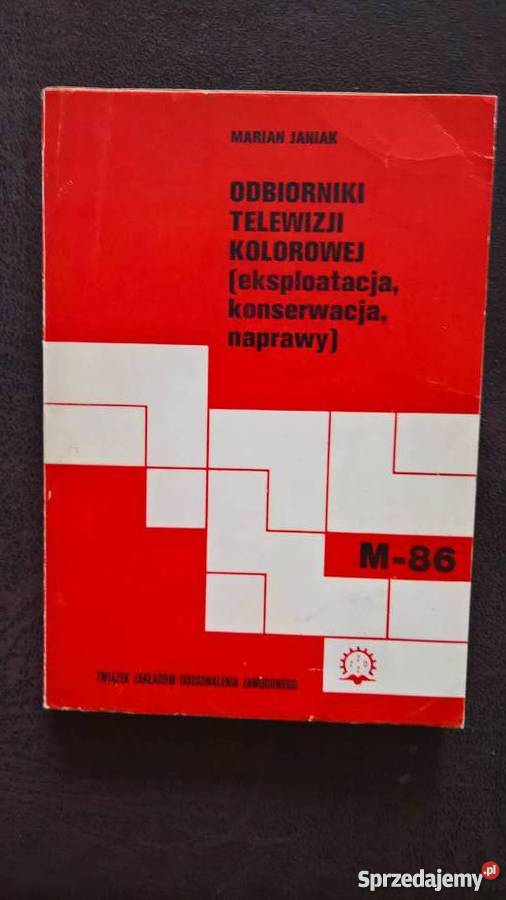 MARIAN JANIAK
ODBIORNIKI
TELEWIZJI
KOLOROWEJ
(eksploatacja,
konserwacja,
naprawy)
M-86
ZWIĄZEK ZAKŁADÓW DOSKONALENIA ZAWODOWEGO
Sprzedajemy.pl